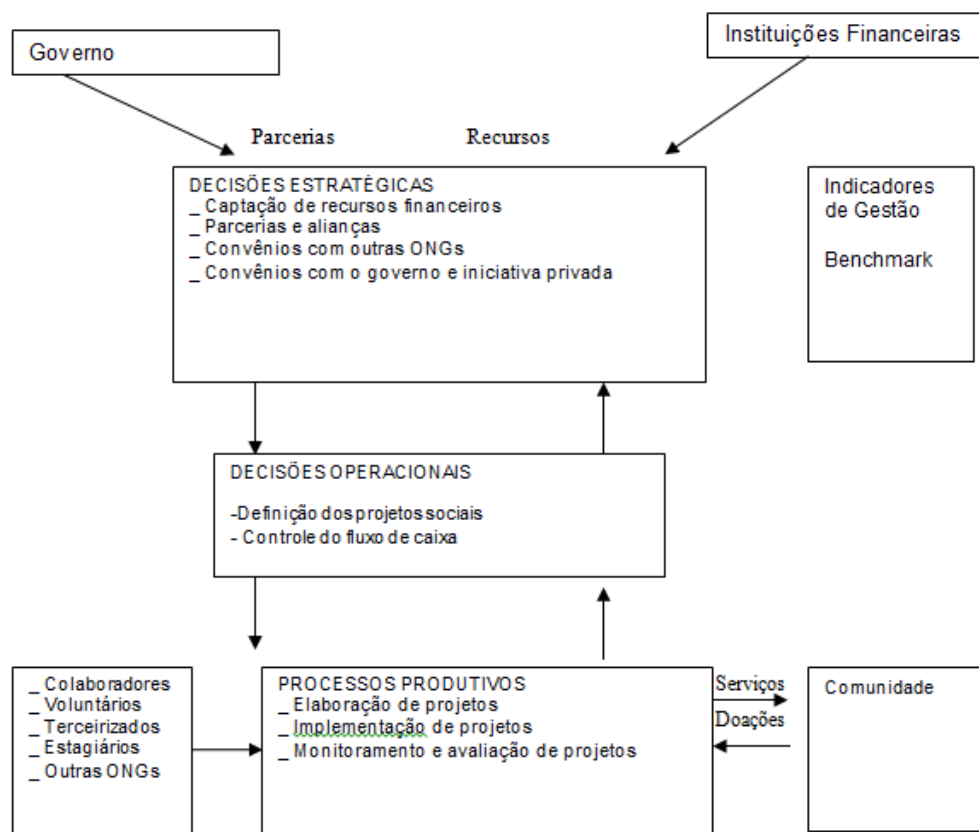 Governo
Instituições Financeiras
Parcerias
Recursos
DECISÕES ESTRATÉGICAS
_ Captação de recursos financeiros
_ Parcerias e alianças
_ Convênios com outras ONGs
_ Convênios com o governo e iniciativa privada
Indicadores
de Gestão
Benchmark
DECISÕES OPERACIONAIS
-Definição dos projetos sociais
- Controle do fluxo de caixa
_ Colaboradores
_ Voluntários
_ Terceirizados
_ Estagiários
_ Outras ONGs
PROCESSOS PRODUTIVOS
_ Elaboração de projetos
_ Implementação de projetos
_ Monitoramento e avaliação de projetos
Serviços
Doações
Comunidade